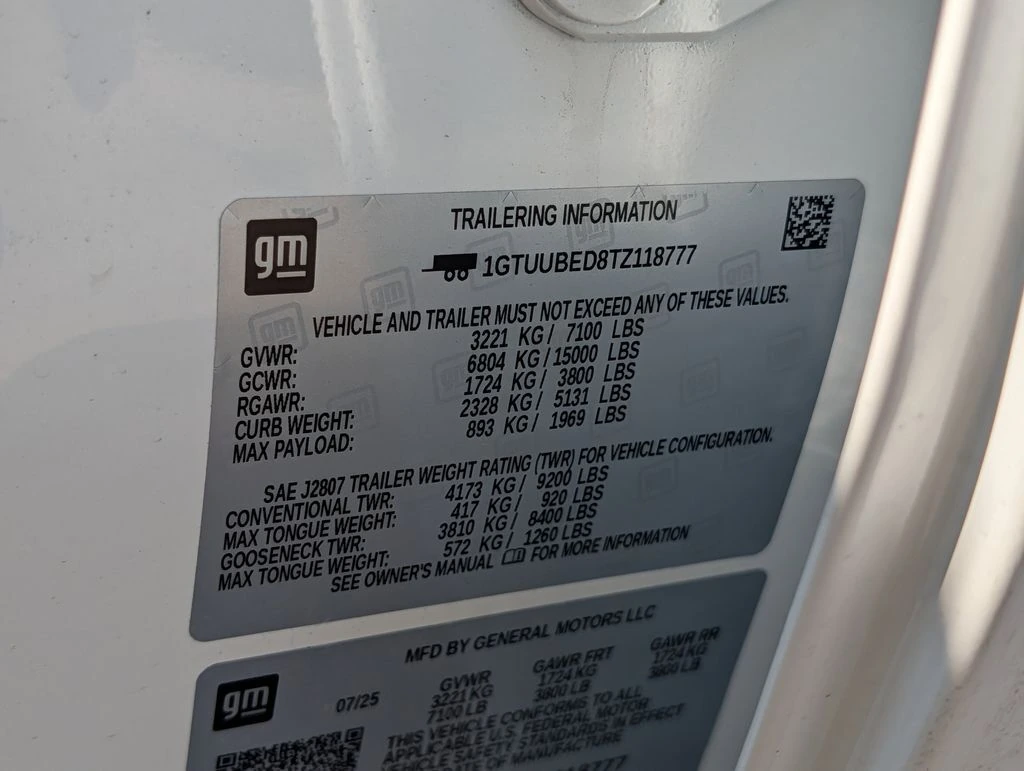 gm
TRAILERING INFORMATION
1GTUUBED8TZ118777
VEHICLE AND TRAILER MUST NOT EXCEED ANY OF THESE VALUES.
GVWR: 3221 KG / 7100 LBS
GCWR: 6804 KG / 15000 LBS
RGAWR: 1724 KG / 3800 LBS
CURB WEIGHT: 2328 KG / 5131 LBS
MAX PAYLOAD: 893 KG / 1969 LBS
SAE J2807 TRAILER WEIGHT RATING (TWR) FOR VEHICLE CONFIGURATION.
CONVENTIONAL TWR: 4173 KG / 9200 LBS
MAX TONGUE WEIGHT: 417 KG / 920 LBS
GOOSENECK TWR: 3810 KG / 8400 LBS
MAX TONGUE WEIGHT: 572 KG / 1260 LBS
SEE OWNER'S MANUAL FOR MORE INFORMATION
MFD BY GENERAL MOTORS LLC
gm
07/25
GVWR GAWR FRT GAWR RR
3221 KG 1724 KG 1724 KG
7100 LB 3800 LB 3800 LB
THIS VEHICLE CONFORMS TO ALL
APPLICABLE U.S. FEDERAL MOTOR
VEHICLE SAFETY STANDARDS IN EFFECT
DATE OF MANUFACTURE
118777